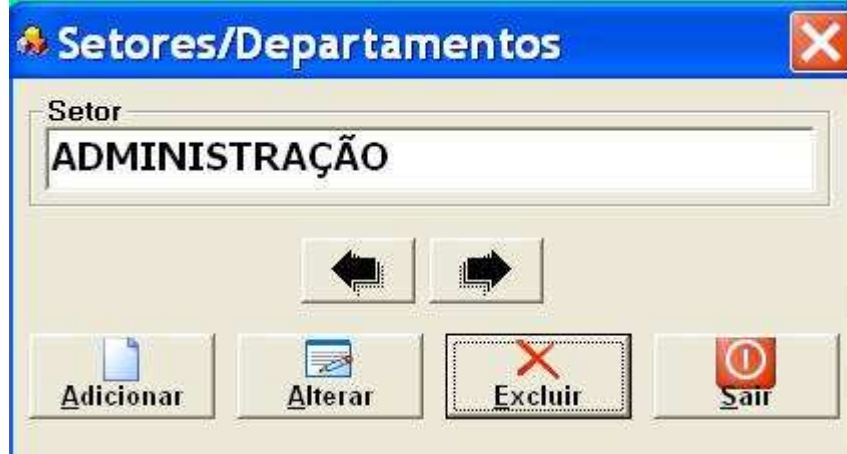 Setores/Departamentos
Setor
ADMINISTRAÇÃO
Adicionar Alterar Excluir Sair